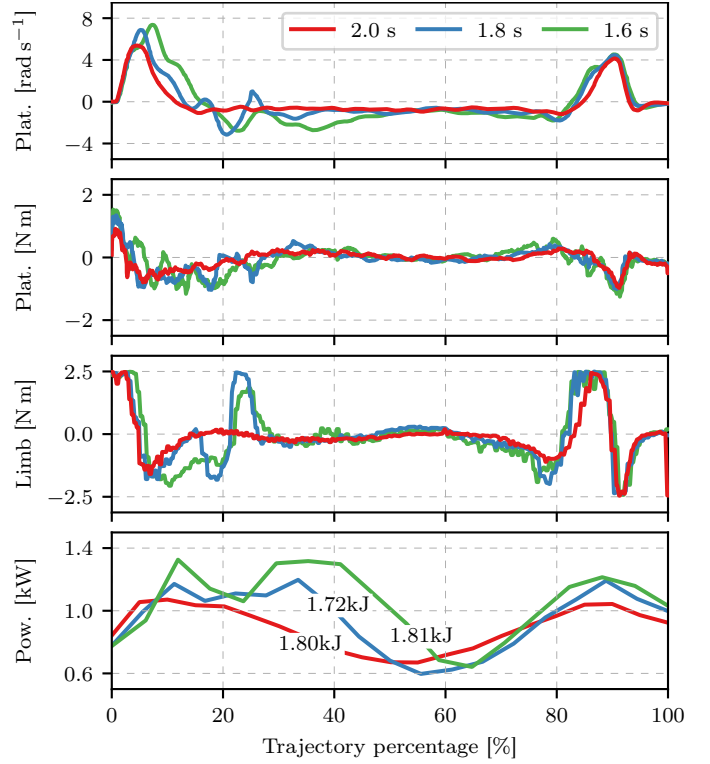 2.0 s 1.8 s 1.6 s
Plat. [rad s⁻¹]
8
4
0
−4
Plat. [N m]
2
0
−2
Limb [N m]
2.5
0.0
−2.5
Pow. [kW]
1.4
1.0
0.6
1.72kJ
1.80kJ
1.81kJ
0 20 40 60 80 100
Trajectory percentage [%]